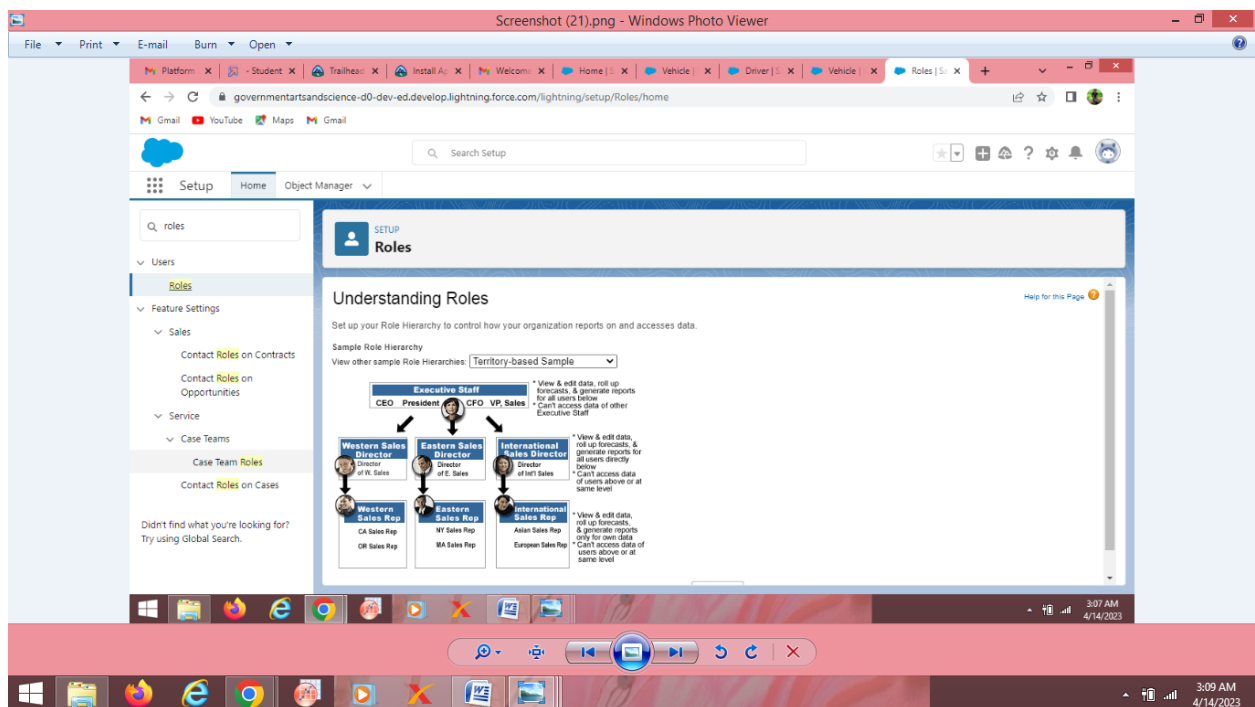 Screenshot (21).png - Windows Photo Viewer
File Print E-mail Burn Open
Platform - Student Trailhead Install Ap Welcome Home | S Vehicle | Driver | S Vehicle | Roles | Sa
governmentartsandscience-d0-dev-ed.develop.lightning.force.com/lightning/setup/Roles/home
Gmail YouTube Maps Gmail
Search Setup
Setup Home Object Manager
roles
SETUP
Roles
Users
Roles
Feature Settings
Sales
Contact Roles on Contracts
Contact Roles on
Opportunities
Service
Case Teams
Case Team Roles
Contact Roles on Cases
Didn't find what you're looking for?
Try using Global Search.
Understanding Roles
Help for this Page
Set up your Role Hierarchy to control how your organization reports on and accesses data.
Sample Role Hierarchy
View other sample Role Hierarchies: Territory-based Sample
Executive Staff
CEO President CFO VP, Sales
* View & edit data, roll up
forecasts, & generate reports
for all users below
* Can't access data of other
Executive Staff
Western Sales
Director
Director
of W. Sales
Eastern Sales
Director
Director
of E. Sales
International
Sales Director
Director
of Int'l Sales
* View & edit data,
roll up forecasts, &
generate reports for
all users directly
below
* Can't access data
of users above or at
same level
Western
Sales Rep
CA Sales Rep
OR Sales Rep
Eastern
Sales Rep
NY Sales Rep
MA Sales Rep
International
Sales Rep
Asian Sales Rep
European Sales Rep
* View & edit data,
roll up forecasts,
& generate reports
only for own data
* Can't access data of
users above or at
same level
3:07 AM
4/14/2023
3:09 AM
4/14/2023